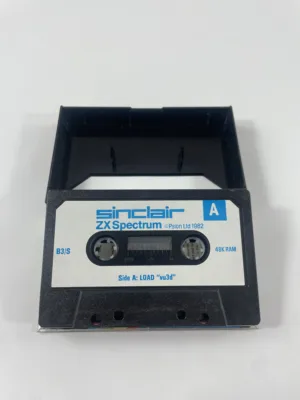 sinclair
A
ZX Spectrum ©Psion Ltd 1982
B3/S
48K RAM
Side A: LOAD "vu3d"